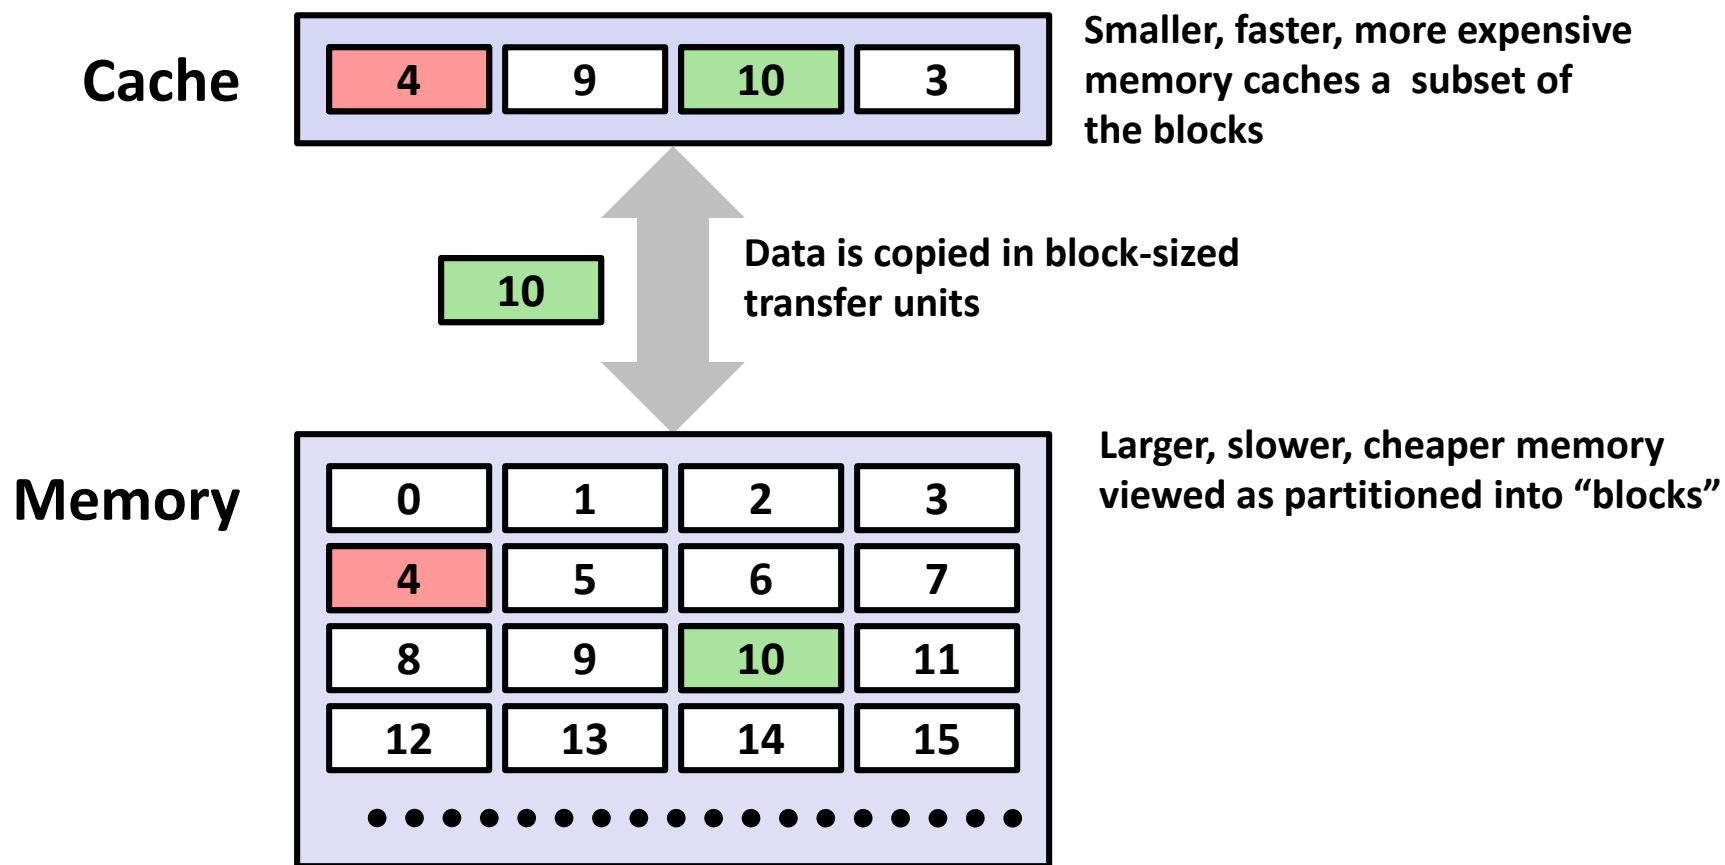 Cache
4 9 10 3
Smaller, faster, more expensive
memory caches a  subset of
the blocks
10
Data is copied in block-sized
transfer units
Memory
0 1 2 3
4 5 6 7
8 9 10 11
12 13 14 15
Larger, slower, cheaper memory
viewed as partitioned into “blocks”